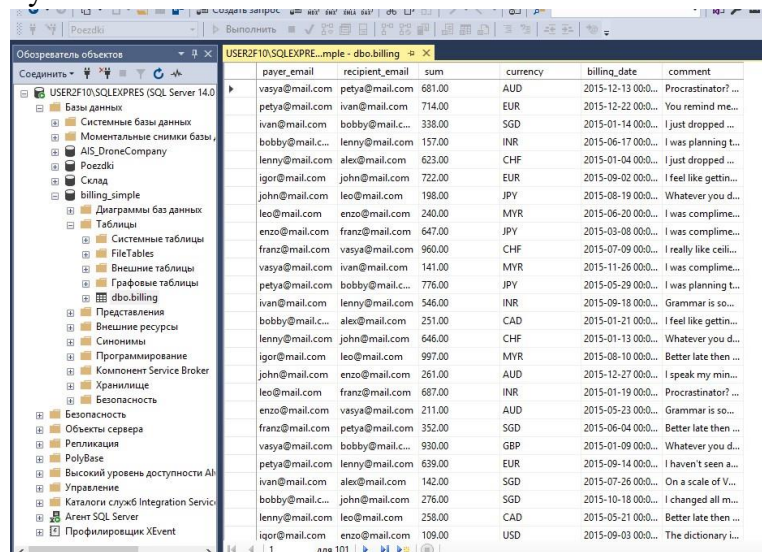 Создать запрос
Poezdki
Выполнить
Обозреватель объектов
Соединить
USER2F10\SQLEXPRES (SQL Server 14.0
Базы данных
Системные базы данных
Моментальные снимки базы
AIS_DroneCompany
Poezdki
Склад
billing_simple
Диаграммы баз данных
Таблицы
Системные таблицы
FileTables
Внешние таблицы
Графовые таблицы
dbo.billing
Представления
Внешние ресурсы
Синонимы
Программирование
Компонент Service Broker
Хранилище
Безопасность
Безопасность
Объекты сервера
Репликация
PolyBase
Высокий уровень доступности Alw
Управление
Каталоги служб Integration Service
Агент SQL Server
Профилировщик XEvent
USER2F10\SQLEXPRE...mple - dbo.billing
payer_email recipient_email sum currency billing_date comment
vasya@mail.com petya@mail.com 681.00 AUD 2015-12-13 00:0... Procrastinator? ...
petya@mail.com ivan@mail.com 714.00 EUR 2015-12-22 00:0... You remind me...
ivan@mail.com bobby@mail.c... 338.00 SGD 2015-01-14 00:0... I just dropped ...
bobby@mail.c... lenny@mail.com 157.00 INR 2015-06-17 00:0... I was planning t...
lenny@mail.com alex@mail.com 623.00 CHF 2015-01-04 00:0... I just dropped ...
igor@mail.com john@mail.com 722.00 EUR 2015-09-02 00:0... I feel like gettin...
john@mail.com leo@mail.com 198.00 JPY 2015-08-19 00:0... Whatever you d...
leo@mail.com enzo@mail.com 240.00 MYR 2015-06-20 00:0... I was complime...
enzo@mail.com franz@mail.com 647.00 JPY 2015-03-08 00:0... I was complime...
franz@mail.com vasya@mail.com 960.00 CHF 2015-07-09 00:0... I really like ceili...
vasya@mail.com ivan@mail.com 141.00 MYR 2015-11-26 00:0... I was complime...
petya@mail.com bobby@mail.c... 776.00 JPY 2015-05-29 00:0... I was planning t...
ivan@mail.com lenny@mail.com 546.00 INR 2015-09-18 00:0... Grammar is so...
bobby@mail.c... alex@mail.com 251.00 CAD 2015-01-21 00:0... I feel like gettin...
lenny@mail.com john@mail.com 646.00 CHF 2015-01-13 00:0... Whatever you d...
igor@mail.com leo@mail.com 997.00 MYR 2015-08-10 00:0... Better late then ...
john@mail.com enzo@mail.com 261.00 AUD 2015-12-27 00:0... I speak my min...
leo@mail.com franz@mail.com 687.00 INR 2015-01-19 00:0... Procrastinator? ...
enzo@mail.com vasya@mail.com 211.00 AUD 2015-05-23 00:0... Grammar is so...
franz@mail.com petya@mail.com 352.00 SGD 2015-06-04 00:0... Better late then ...
vasya@mail.com bobby@mail.c... 930.00 GBP 2015-01-09 00:0... Whatever you d...
petya@mail.com lenny@mail.com 639.00 EUR 2015-09-14 00:0... I haven't seen a...
ivan@mail.com alex@mail.com 142.00 SGD 2015-07-26 00:0... On a scale of V...
bobby@mail.c... john@mail.com 276.00 SGD 2015-10-18 00:0... I changed all m...
lenny@mail.com leo@mail.com 258.00 CAD 2015-05-21 00:0... Better late then ...
igor@mail.com enzo@mail.com 109.00 USD 2015-09-03 00:0... The dictionary i...
1 для 101